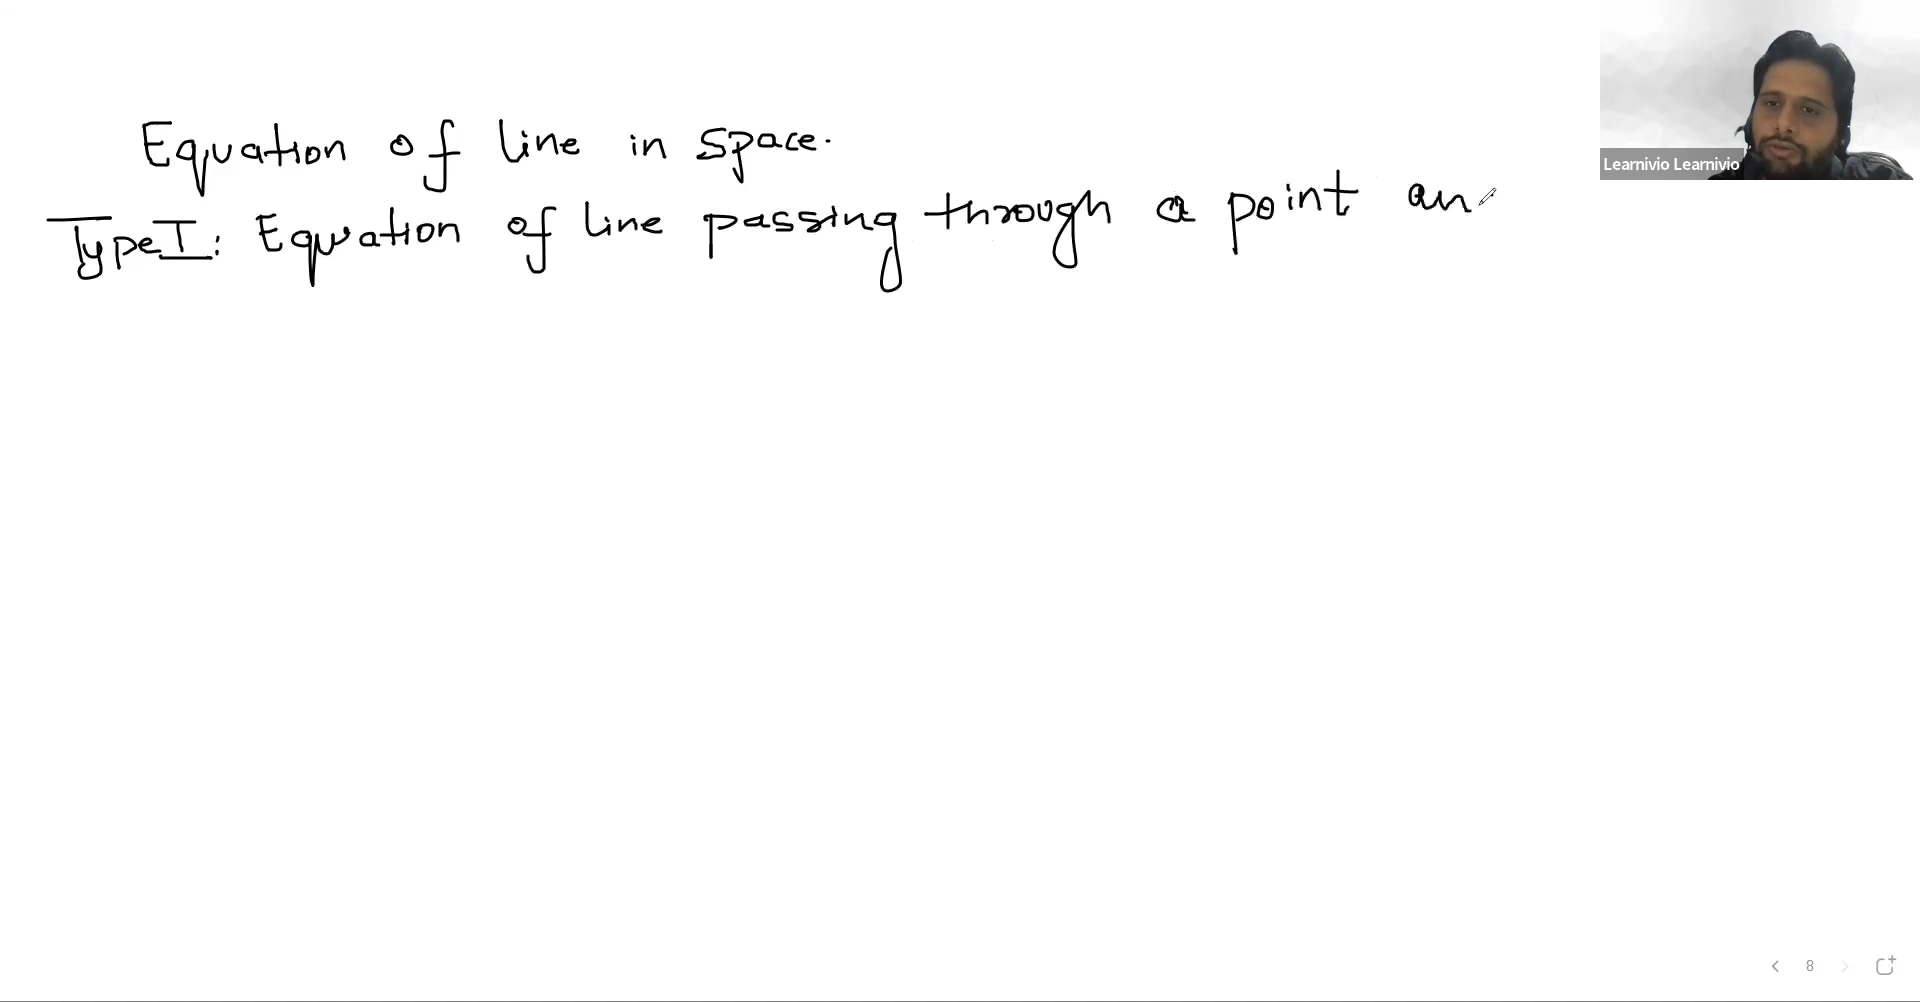 Equation of line in space.
Type I: Equation of line passing through a point an
Learnivio Learnivio
8